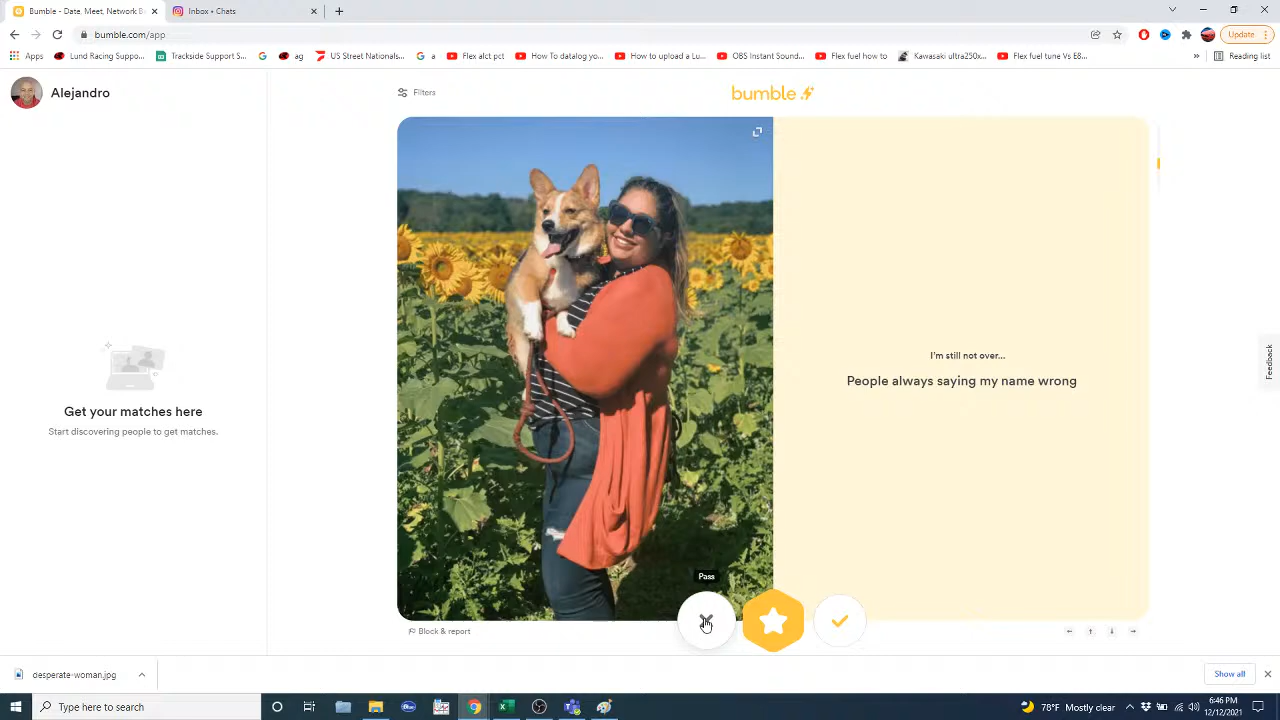 Bumble - Date, Meet, Network B
Inbox • Chats
bumble.com/app
Update
Apps
Lund Racing Suppor...
Trackside Support S...
ag
US Street Nationals...
a
Flex alct pct
How To datalog yo...
How to upload a Lu...
OBS Instant Sound...
Flex fuel how to
Kawasaki ultra250x...
Flex fuel tune Vs E8...
»
Reading list
Alejandro
Filters
bumble
I'm still not over...
People always saying my name wrong
Feedback
Get your matches here
Start discovering people to get matches.
Pass
Block & report
desperate-woman.jpg
Show all
Type here to search
78°F Mostly clear
6:46 PM
12/12/2021